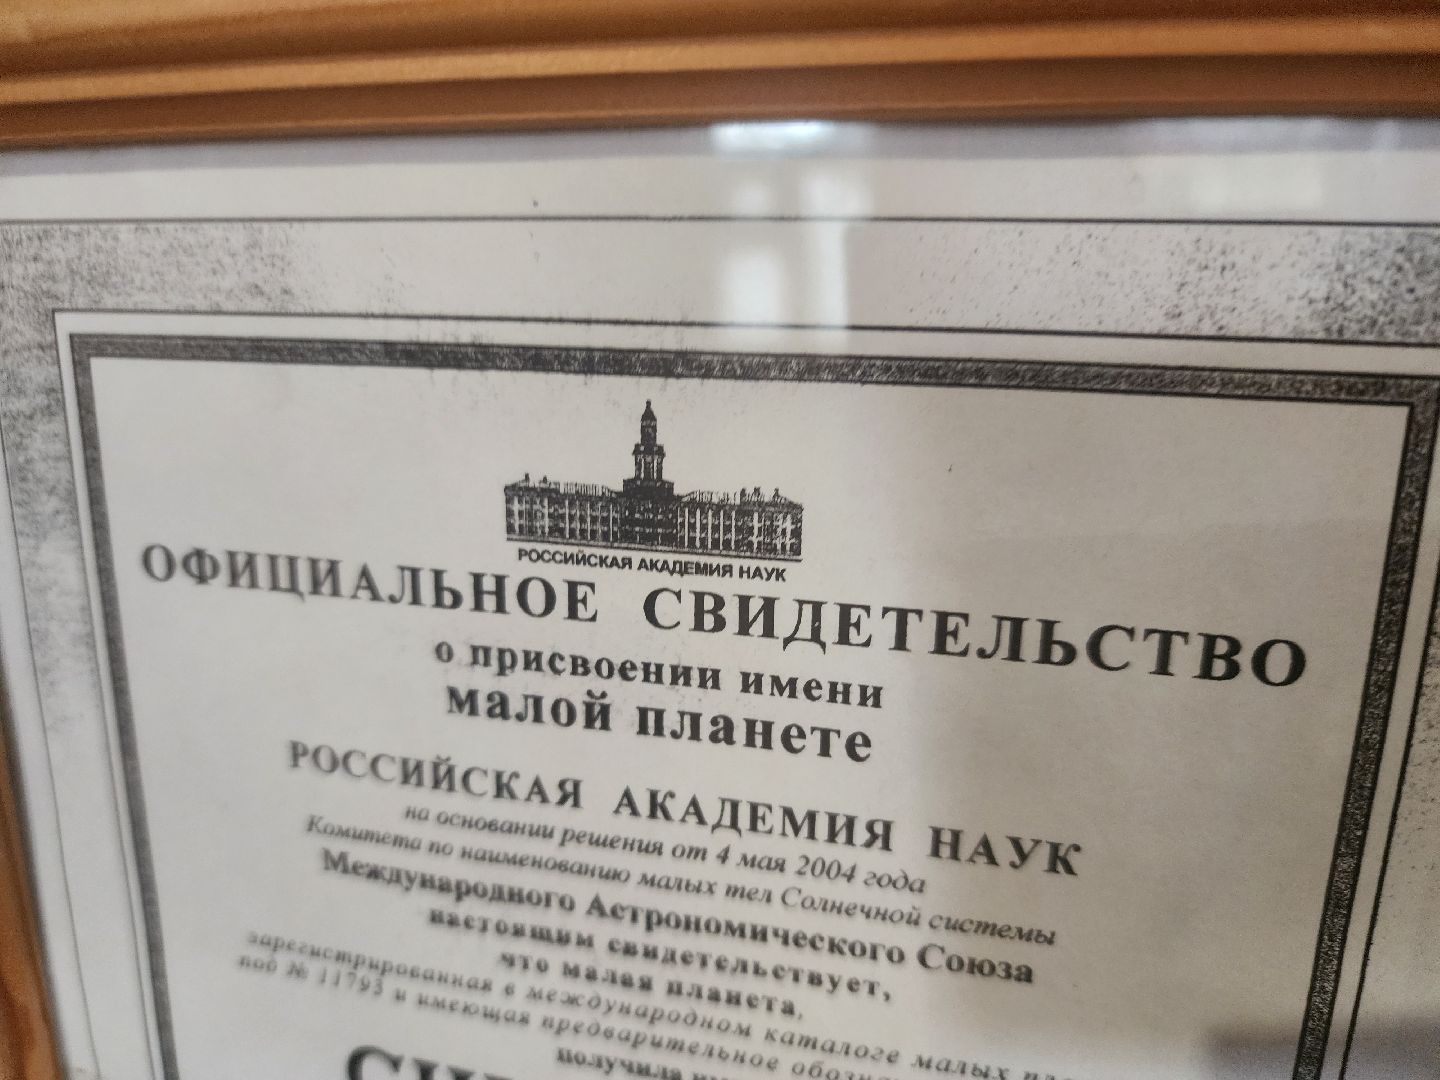 РОССИЙСКАЯ АКАДЕМИЯ НАУК
ОФИЦИАЛЬНОЕ СВИДЕТЕЛЬСТВО
о присвоении имени
малой планете
РОССИЙСКАЯ АКАДЕМИЯ НАУК
на основании решения от 4 мая 2004 года
Комитета по наименованию малых тел Солнечной системы
Международного Астрономического Союза
настоящим свидетельствует,
что малая планета,
зарегистрированная в международном каталоге малых
под № 11793 и имеющая предварительное
получила